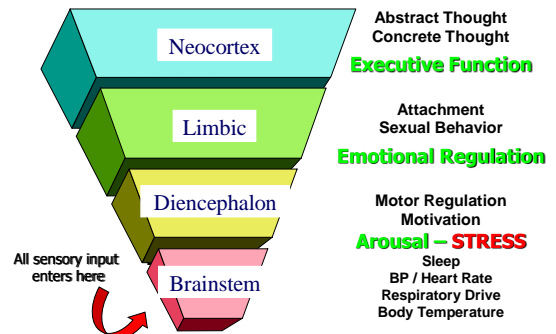 Neocortex
Abstract Thought
Concrete Thought
Executive Function
Limbic
Attachment
Sexual Behavior
Emotional Regulation
Diencephalon
Motor Regulation
Motivation
Arousal – STRESS
All sensory input
enters here
Brainstem
Sleep
BP / Heart Rate
Respiratory Drive
Body Temperature